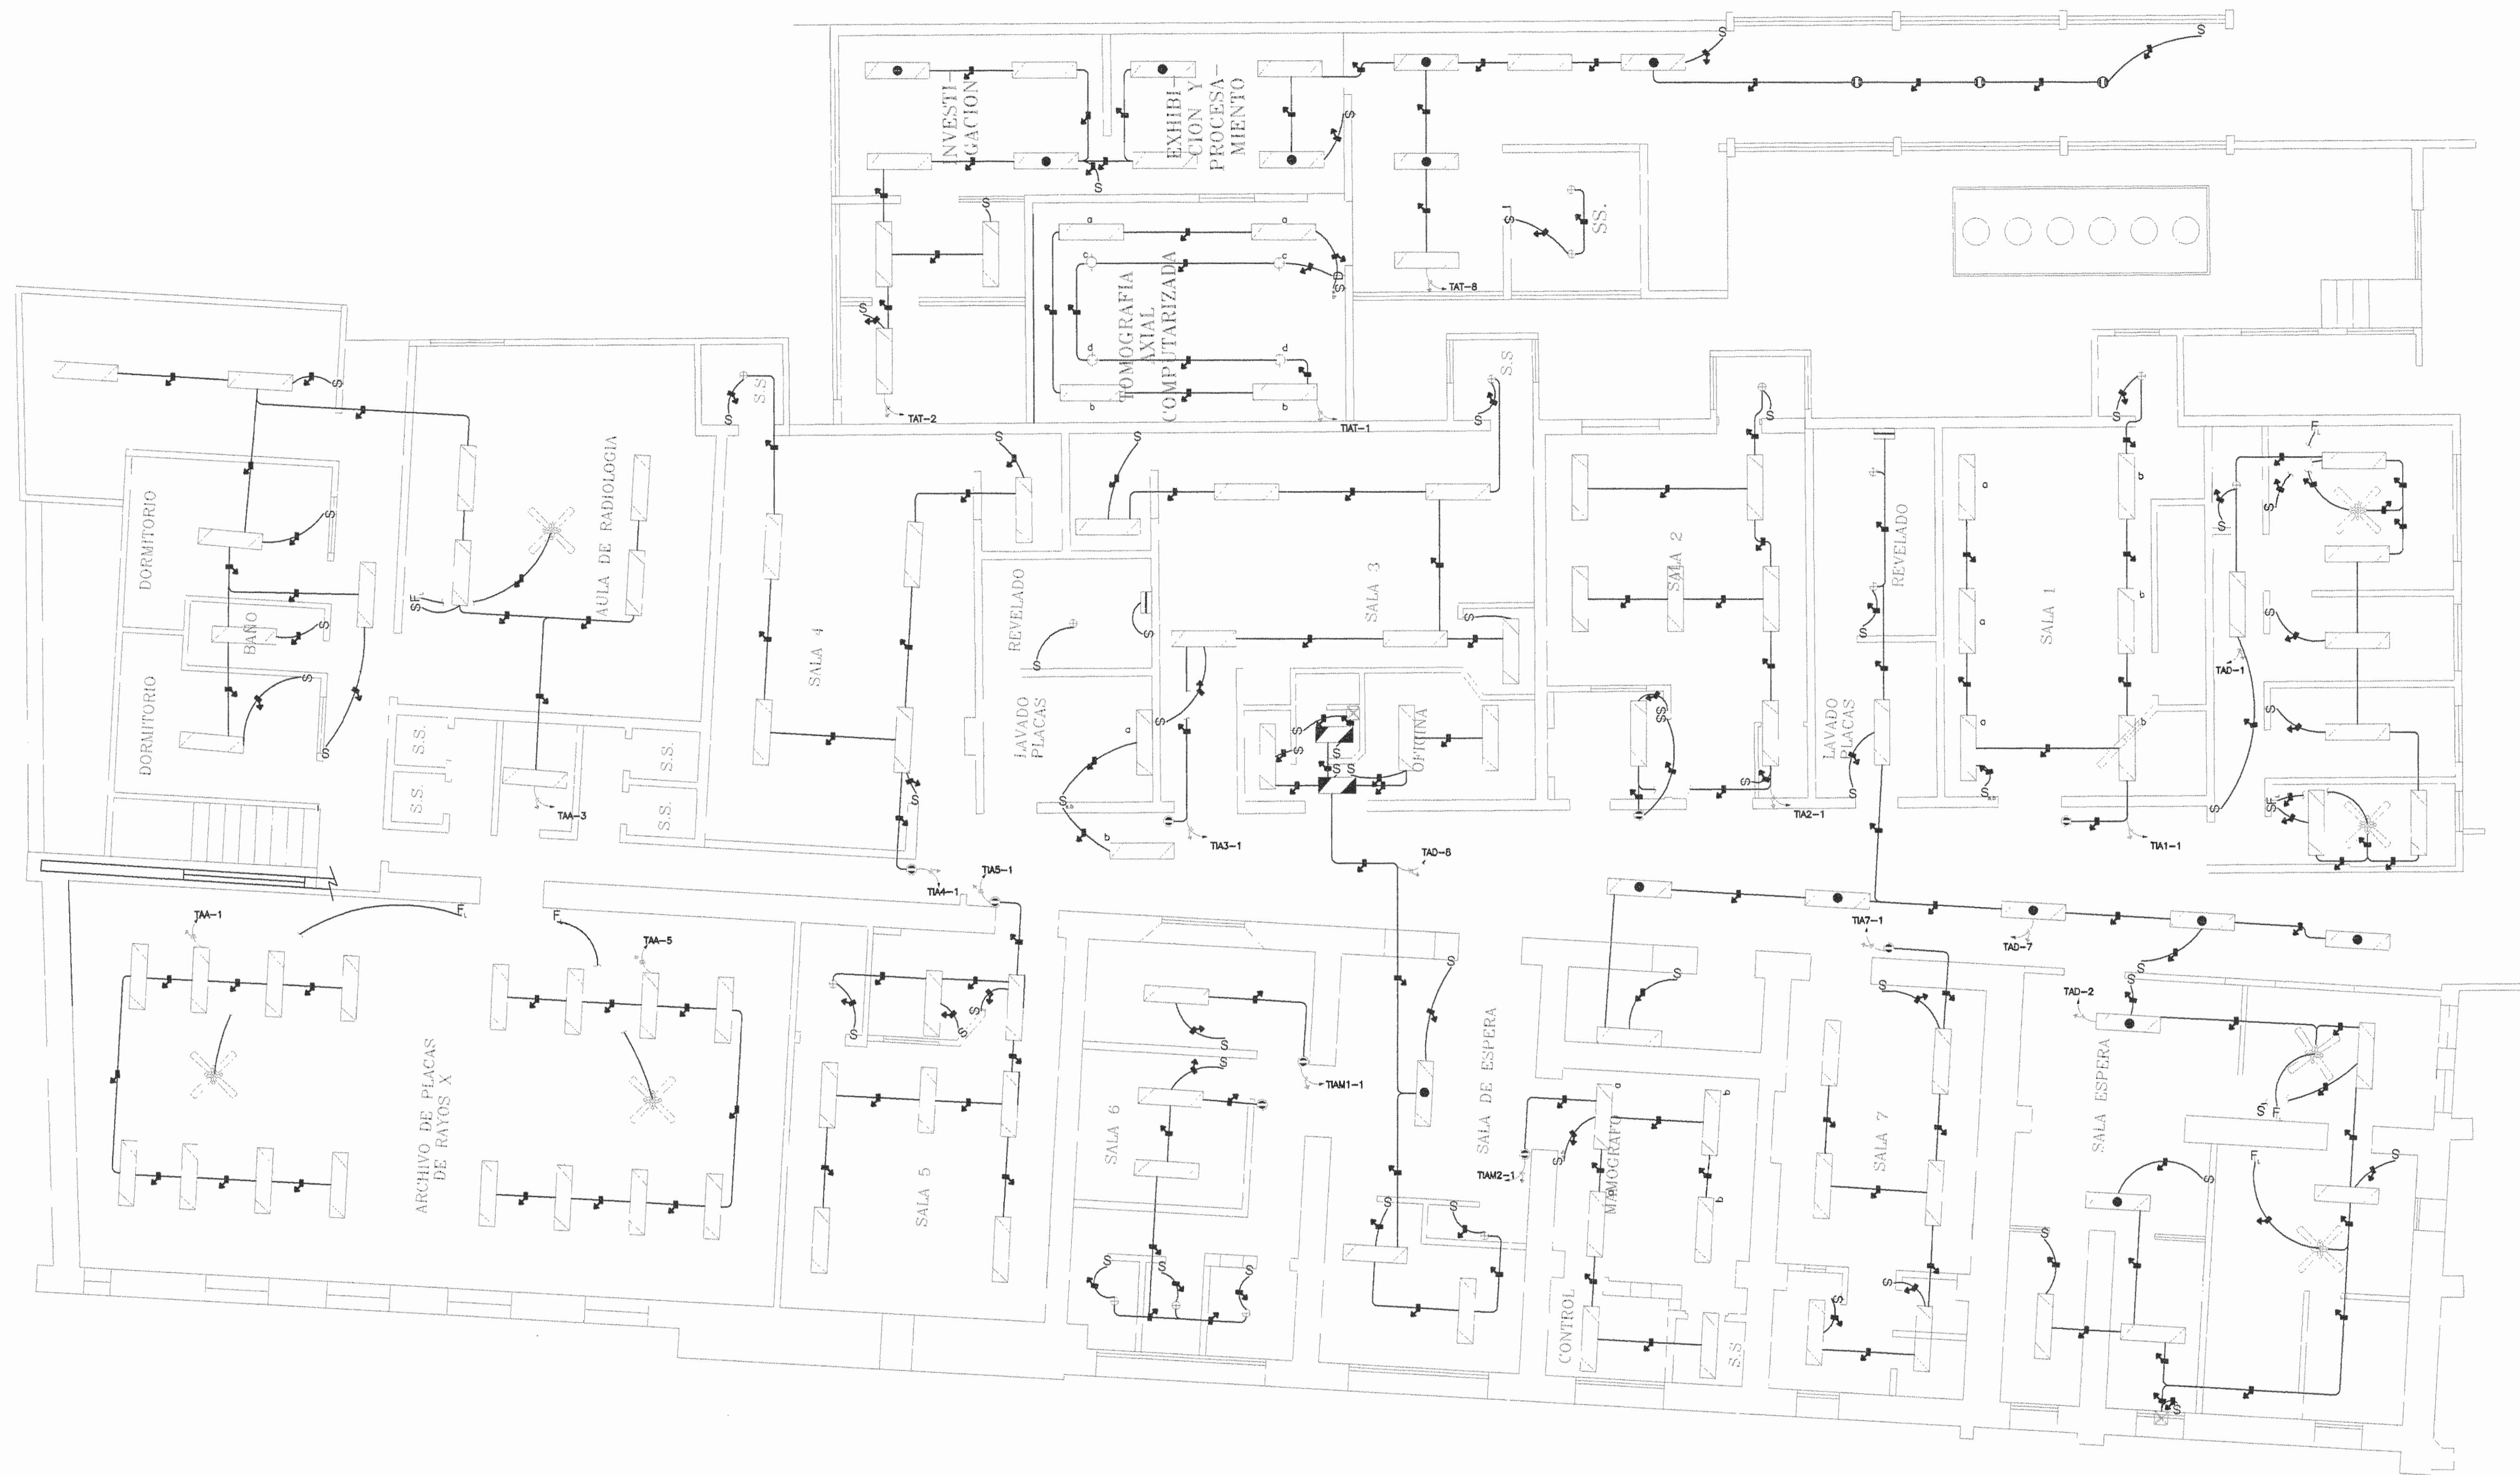 INVESTI-
GACION
EXHIBI-
CION Y
PROCESA-
MIENTO
S
S
S
S
S
S
S.S.
a
a
c
c
D
S
TOMOGRAFIA
AXIAL
COMPUTARIZADA
d
d
b
b
TAT-8
TAT-2
TIAT-1
S
S
S
S.S
S
S.S
S
S
S
F
DORMITORIO
S
AULA DE RADIOLOGIA
SF
SALA 4
S
S
REVELADO
S
S
SALA 3
S
SALA 2
REVELADO
S
a
a
a
b
b
b
SALA 1
S
S
S
TAD-1
BAÑO
S
DORMITORIO
S
S
S.S.
S.S.
S.S.
S.S.
TAA-3
LAVADO
PLACAS
a
b
S
S
S
OFICINA
S
S
S S
SS
S
LAVADO
PLACAS
S
S
S
S
SF
TIA3-1
TAD-8
TIA2-1
TIA1-1
TIA4-1
TIA5-1
TAA-1
F
F
TAA-5
TIA7-1
TAD-7
TAD-2
ARCHIVO DE PLACAS
DE RAYOS X
S
S
S
SALA 5
SALA 6
S
S
TIAM1-1
S
S
S
SALA DE ESPERA
S
S
S
TIAM2-1
S
a
a
b
b
MAMOGRAFO
CONTROL
S.S
S
S
SALA 7
S
S
S
S
SALA ESPERA
S F
F
S
S
S
S